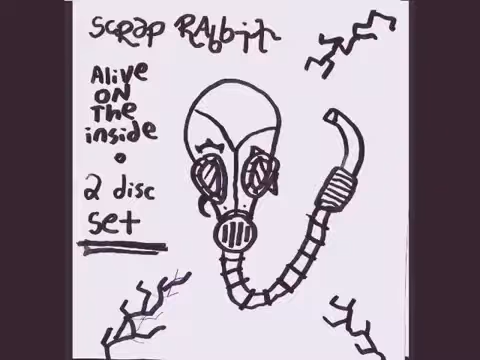 SCRAP RAbbit
Alive
ON
The
inside
2 disc
set